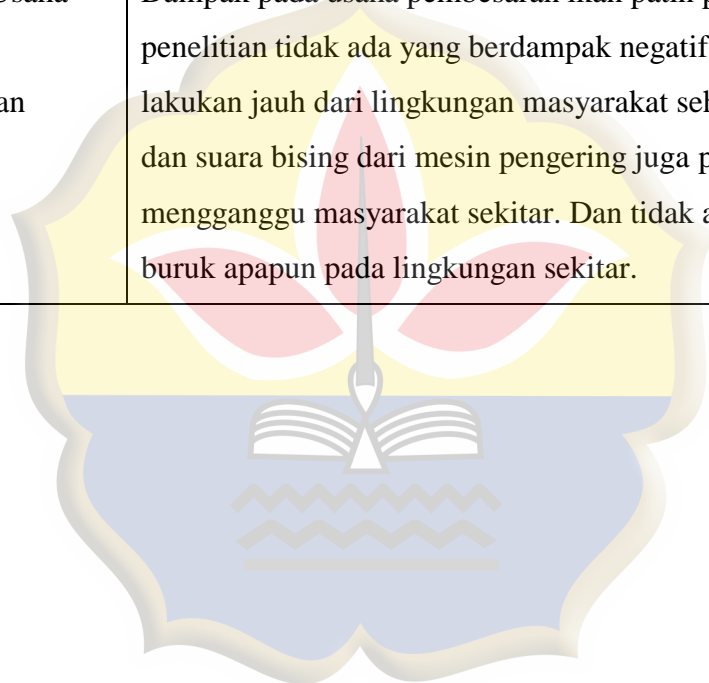 Usaha
Dampak pada usaha pembesaran ikan patin
penelitian tidak ada yang berdampak negatif
an
lakukan jauh dari lingkungan masyarakat seh
dan suara bising dari mesin pengering juga p
mengganggu masyarakat sekitar. Dan tidak a
buruk apapun pada lingkungan sekitar.